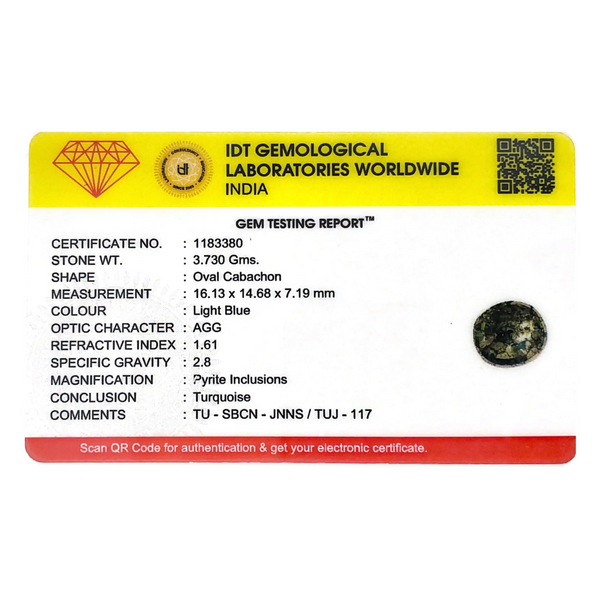 IDT GEMOLOGICAL
LABORATORIES WORLDWIDE
INDIA
GEM TESTING REPORT™
CERTIFICATE NO. : 1183380
STONE WT. : 3.730 Gms.
SHAPE : Oval Cabachon
MEASUREMENT : 16.13 x 14.68 x 7.19 mm
COLOUR : Light Blue
OPTIC CHARACTER : AGG
REFRACTIVE INDEX : 1.61
SPECIFIC GRAVITY : 2.8
MAGNIFICATION : Pyrite Inclusions
CONCLUSION : Turquoise
COMMENTS : TU - SBCN - JNNS / TUJ - 117
Scan QR Code for authentication & get your electronic certificate.